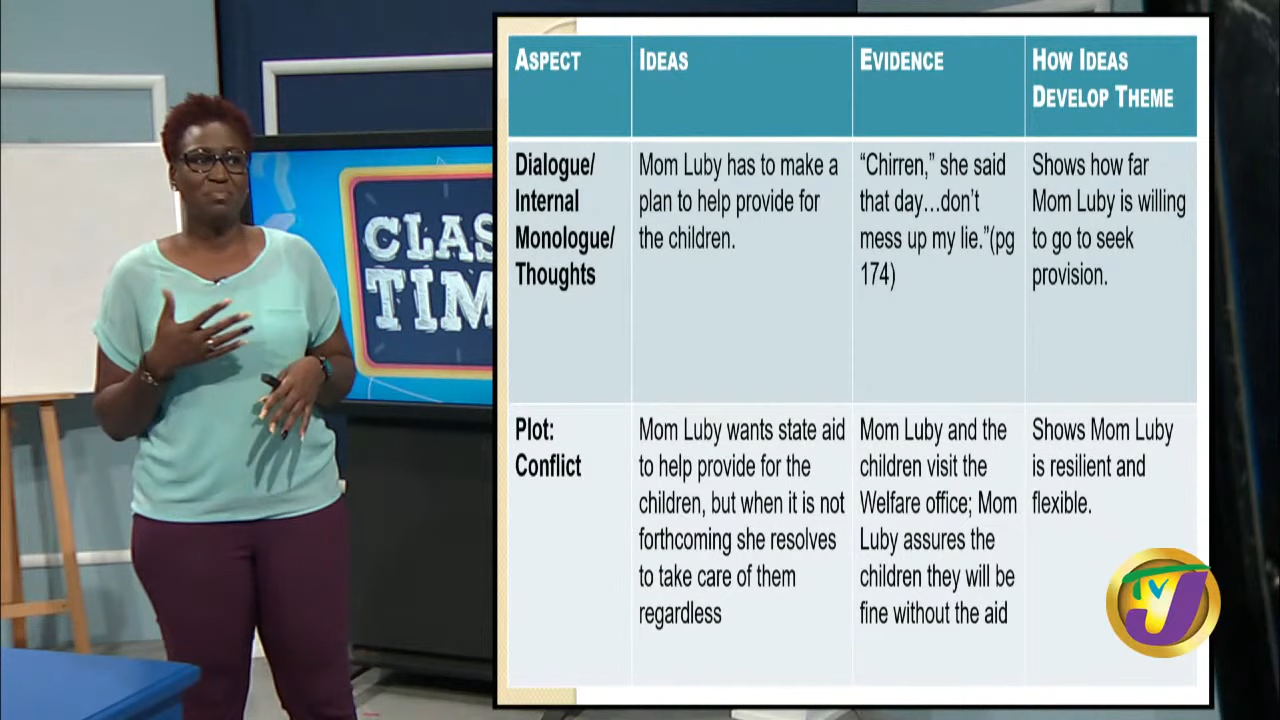 CLAS
TIM
ASPECT
IDEAS
EVIDENCE
HOW IDEAS
DEVELOP THEME
Dialogue/
Internal
Monologue/
Thoughts
Mom Luby has to make a
plan to help provide for
the children.
“Chirren,” she said
that day…don’t
mess up my lie.”(pg
174)
Shows how far
Mom Luby is willing
to go to seek
provision.
Plot:
Conflict
Mom Luby wants state aid
to help provide for the
children, but when it is not
forthcoming she resolves
to take care of them
regardless
Mom Luby and the
children visit the
Welfare office; Mom
Luby assures the
children they will be
fine without the aid
Shows Mom Luby
is resilient and
flexible.
TVJ